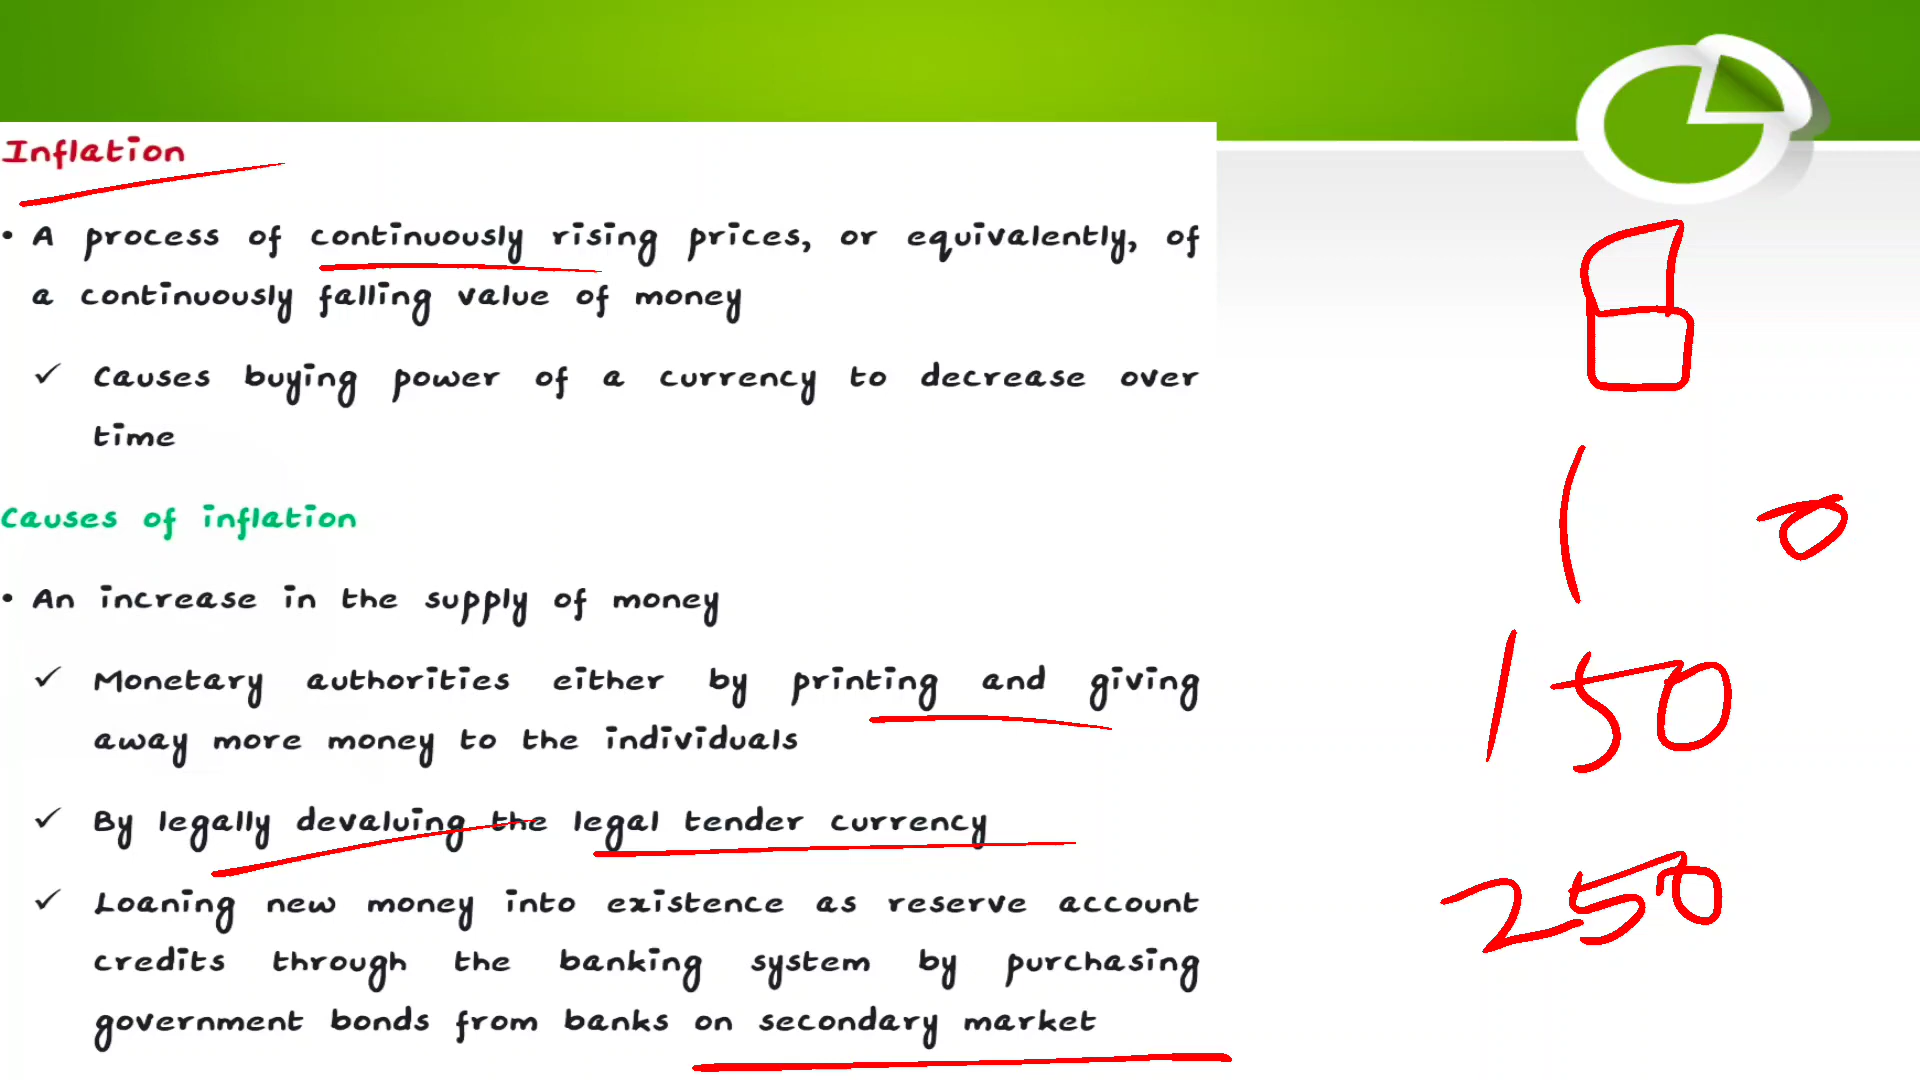 Inflation
• A process of continuously rising prices, or equivalently, of
a continuously falling value of money
✓ Causes buying power of a currency to decrease over
time
Causes of inflation
• An increase in the supply of money
✓ Monetary authorities either by printing and giving
away more money to the individuals
✓ By legally devaluing the legal tender currency
✓ Loaning new money into existence as reserve account
credits through the banking system by purchasing
government bonds from banks on secondary market
150
250